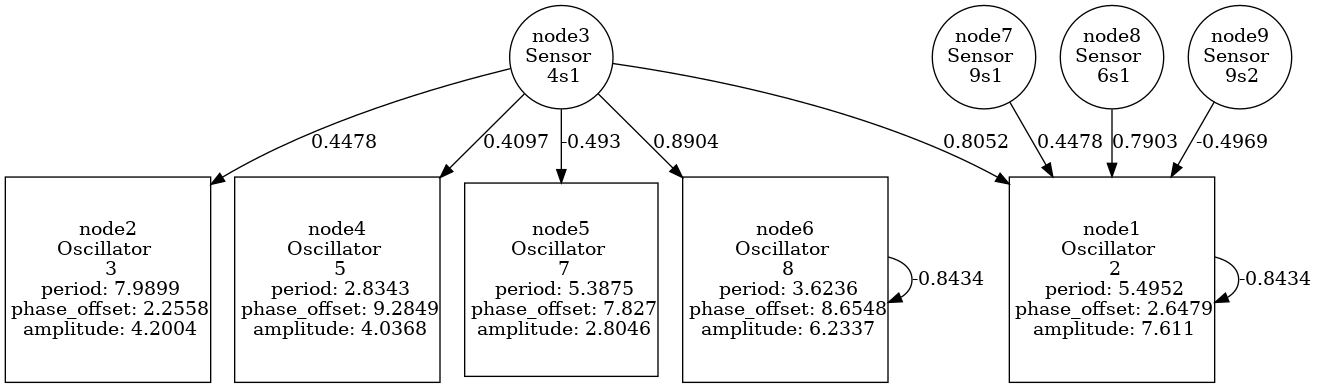 node3
Sensor
4s1
node7
Sensor
9s1
node8
Sensor
6s1
node9
Sensor
9s2
0.4478
0.4097
-0.493
0.8904
0.8052
0.4478
0.7903
-0.4969
node2
Oscillator
3
period: 7.9899
phase_offset: 2.2558
amplitude: 4.2004
node4
Oscillator
5
period: 2.8343
phase_offset: 9.2849
amplitude: 4.0368
node5
Oscillator
7
period: 5.3875
phase_offset: 7.827
amplitude: 2.8046
node6
Oscillator
8
period: 3.6236
phase_offset: 8.6548
amplitude: 6.2337
-0.8434
node1
Oscillator
2
period: 5.4952
phase_offset: 2.6479
amplitude: 7.611
-0.8434